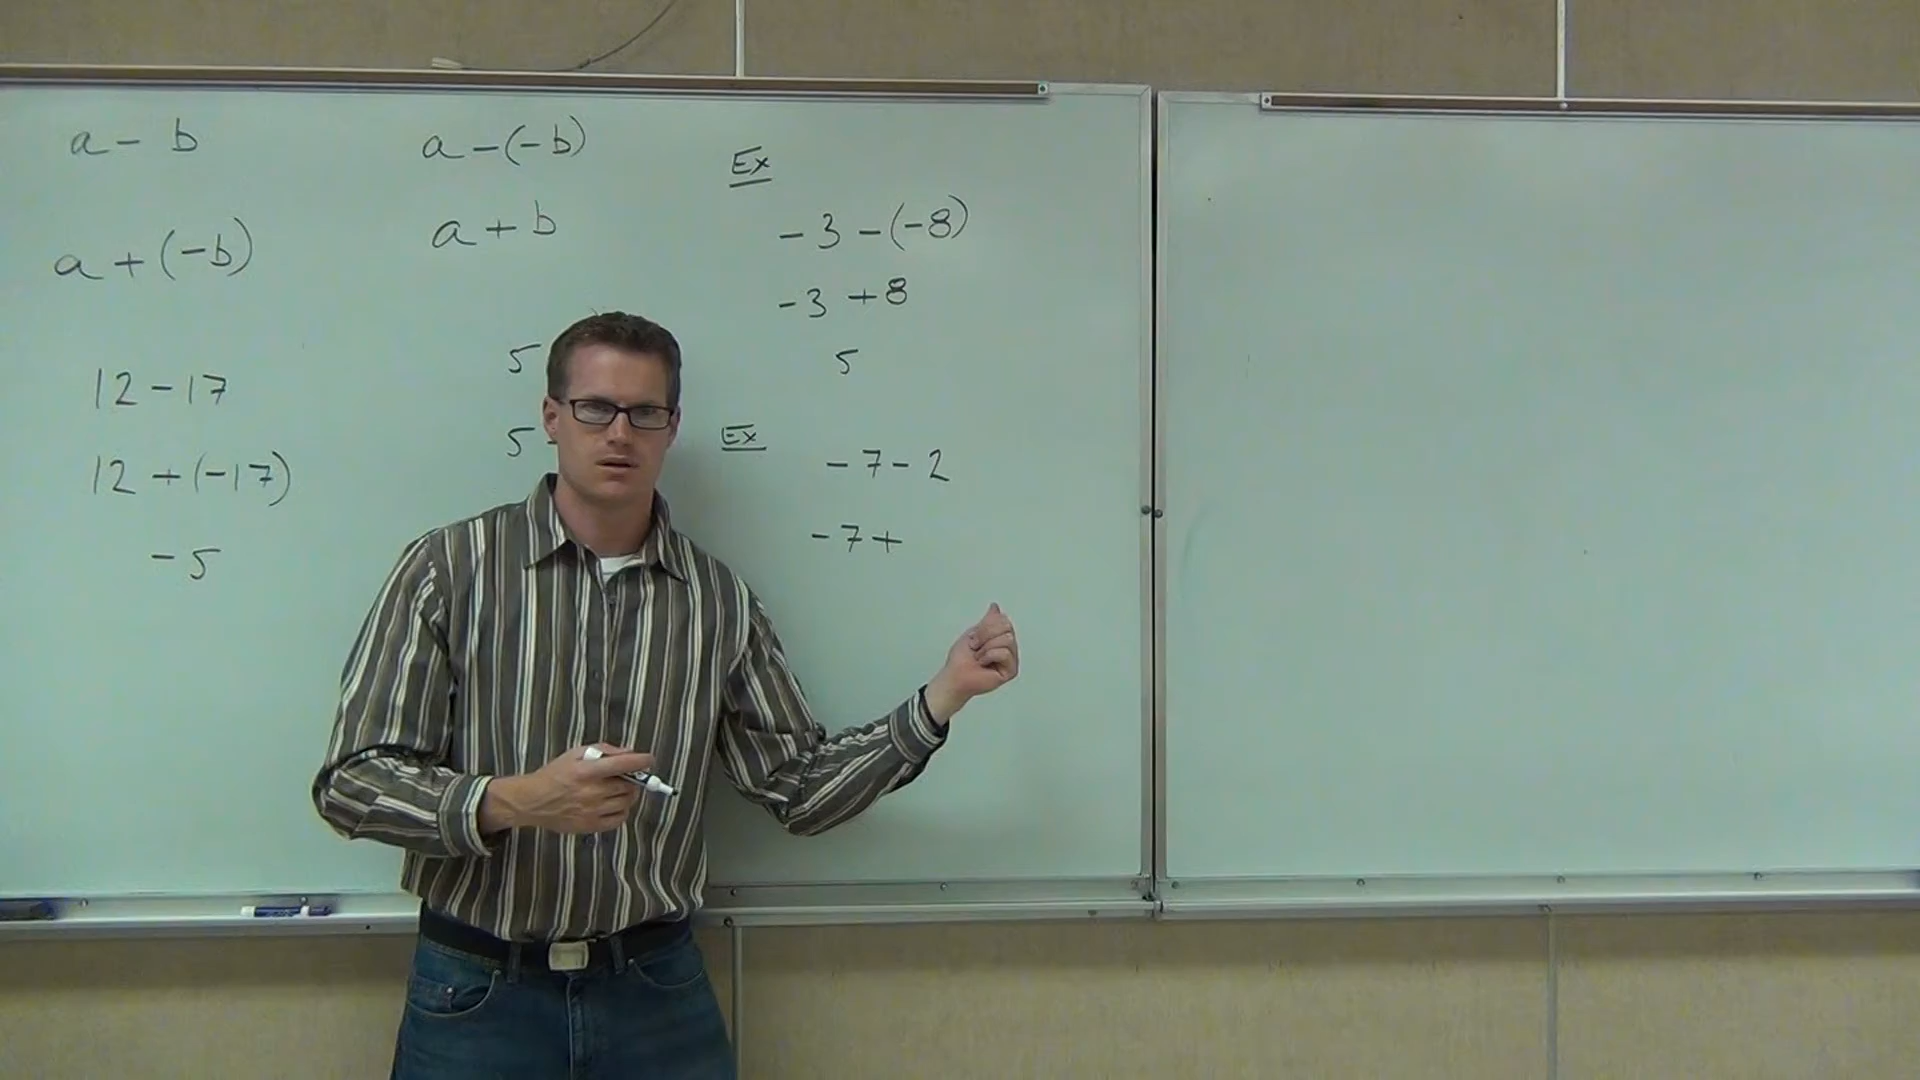 a - b
a + (-b)
12 - 17
12 + (-17)
-5
a - (-b)
a + b
5
5
Ex
-3 - (-8)
-3 + 8
5
Ex
-7 - 2
-7 +